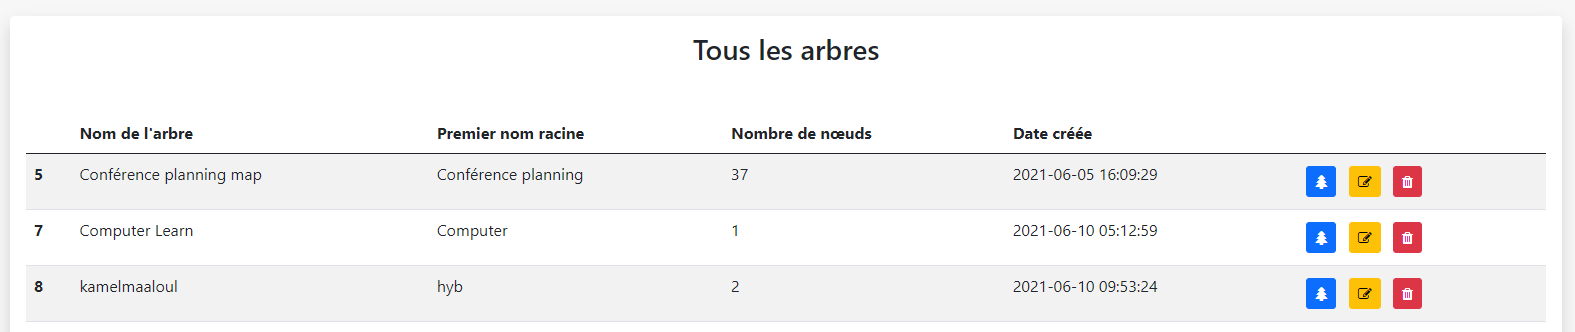 Tous les arbres
Nom de l'arbre Premier nom racine Nombre de nœuds Date créée
5 Conférence planning map Conférence planning 37 2021-06-05 16:09:29
7 Computer Learn Computer 1 2021-06-10 05:12:59
8 kamelmaaloul hyb 2 2021-06-10 09:53:24